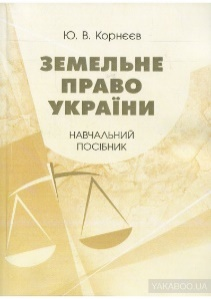 Ю. В. Корнєєв
ЗЕМЕЛЬНЕ
ПРАВО
УКРАЇНИ
НАВЧАЛЬНИЙ
ПОСІБНИК
YAKABOO.UA